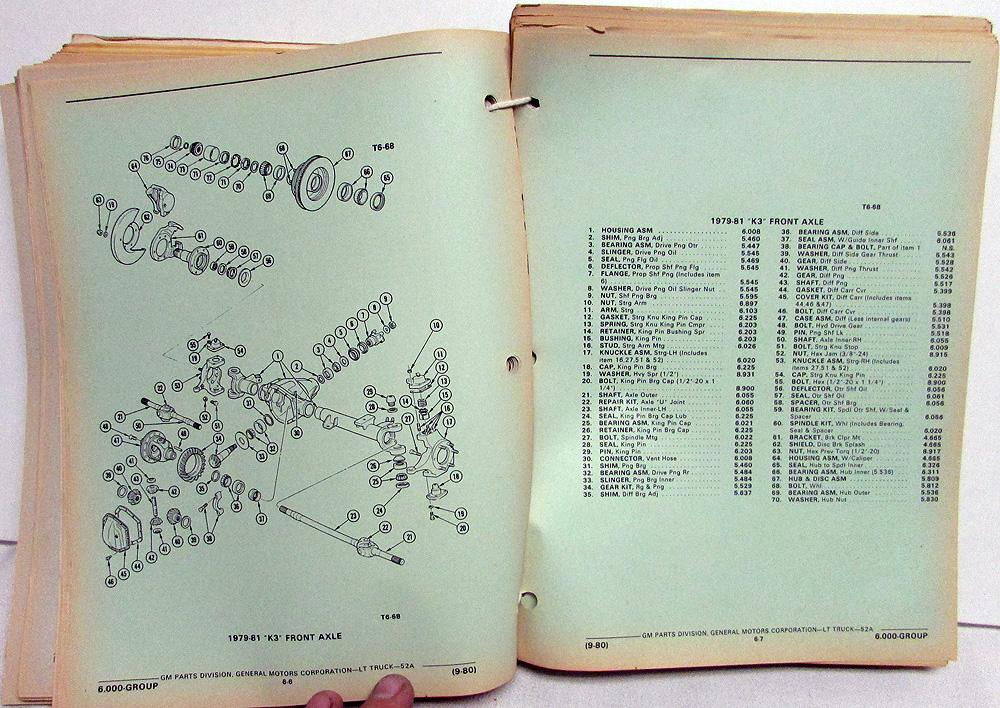 T6-68
T6-68
1979-81 "K3" FRONT AXLE
GM PARTS DIVISION, GENERAL MOTORS CORPORATION—LT TRUCK—52A
6.000-GROUP
6-6
(9-80)
T6-68
1979-81 "K3" FRONT AXLE
1. HOUSING ASM 6.008
2. SHIM, Png Brg Adj 5.460
3. BEARING ASM, Drive Png Otr 5.447
4. SLINGER, Drive Png Oil 5.545
5. SEAL, Png Flg Oil 5.469
6. DEFLECTOR, Prop Shf Png Flg 5.545
7. FLANGE, Prop Shf Png (Includes item
6) 5.545
8. WASHER, Drive Png Oil Slinger Nut 5.545
9. NUT, Shf Png Brg 5.595
10. NUT, Strg Arm 6.897
11. ARM, Strg 6.103
12. GASKET, Strg Knu King Pin Cap 6.225
13. SPRING, Strg Knu King Pin Cmpr 6.203
14. RETAINER, King Pin Bushing Spr 6.203
15. BUSHING, King Pin 6.203
16. STUD, Strg Arm Mtg 6.026
17. KNUCKLE ASM, Strg-LH (Includes
item 16,27,51 & 52) 6.020
18. CAP, King Pin Brg 6.225
19. WASHER, Hvy Spr (1/2") 8.931
20. BOLT, King Pin Brg Cap (1/2"-20 x 1
1/4") 8.900
21. SHAFT, Axle Outer 6.055
22. REPAIR KIT, Axle "U" Joint 6.060
23. SHAFT, Axle Inner-LH 6.055
24. SEAL, King Pin Brg Cap Lub 6.225
25. BEARING ASM, King Pin Cap 6.221
26. RETAINER, King Pin Brg Cap 6.225
27. BOLT, Spindle Mtg 6.022
28. SEAL, King Pin 6.225
29. PIN, King Pin 6.203
30. CONNECTOR, Vent Hose 6.008
31. SHIM, Png Brg 5.460
32. BEARING ASM, Drive Png Rr 5.484
33. SLINGER, Png Brg Inner 5.484
34. GEAR KIT, Rg & Png 5.529
35. SHIM, Diff Brg Adj 5.637
36. BEARING ASM, Diff Side 5.536
37. SEAL ASM, W/Guide Inner Shf 6.061
38. BEARING CAP & BOLT, Part of item 1 N.S.
39. WASHER, Diff Side Gear Thrust 5.543
40. GEAR, Diff Side 5.528
41. WASHER, Diff Png Thrust 5.542
42. GEAR, Diff Png 5.526
43. SHAFT, Diff Png 5.517
44. GASKET, Diff Carr Cvr 5.399
45. COVER KIT, Diff Carr (Includes items
44,46 &47) 5.398
46. BOLT, Diff Carr Cvr 5.398
47. CASE ASM, Diff (Less internal gears) 5.510
48. BOLT, Hyd Drive Gear 5.531
49. PIN, Png Shf Lk 5.518
50. SHAFT, Axle Inner-RH 6.055
51. BOLT, Strg Knu Stop 6.009
52. NUT, Hex Jam (3/8"-24) 8.915
53. KNUCKLE ASM, Strg-RH (Includes
items 27,51 & 52) 6.020
54. CAP, Strg Knu King Pin 6.225
55. BOLT, Hex (1/2"-20 x 1 1/4") 8.900
56. DEFLECTOR, Otr Shf Oil 6.056
57. SEAL, Otr Shf Oil 6.061
58. SPACER, Otr Shf Brg 6.056
59. BEARING KIT, Spdl Otr Shf, W/Seal &
Spacer 6.056
60. SPINDLE KIT, Whl (Includes Bearing,
Seal & Spacer 6.020
61. BRACKET, Brk Clpr Mt 4.665
62. SHIELD, Disc Brk Splash 4.665
63. NUT, Hex Prev Torq (1/2"-20) 8.917
64. HOUSING ASM, W/Caliper 4.665
65. SEAL, Hub to Spdl Inner 6.326
66. BEARING ASM, Hub Inner (5.536) 6.311
67. HUB & DISC ASM 5.809
68. BOLT, Whl 5.812
69. BEARING ASM, Hub Outer 5.536
70. WASHER, Hub Nut 5.830
GM PARTS DIVISION, GENERAL MOTORS CORPORATION—LT TRUCK—52A
(9-80)
6-7
6.000-GROUP